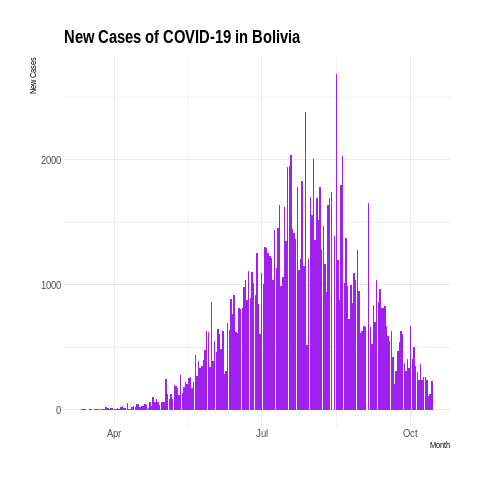 New Cases of COVID-19 in Bolivia
New Cases
2000
1000
0
Apr
Jul
Oct
Month